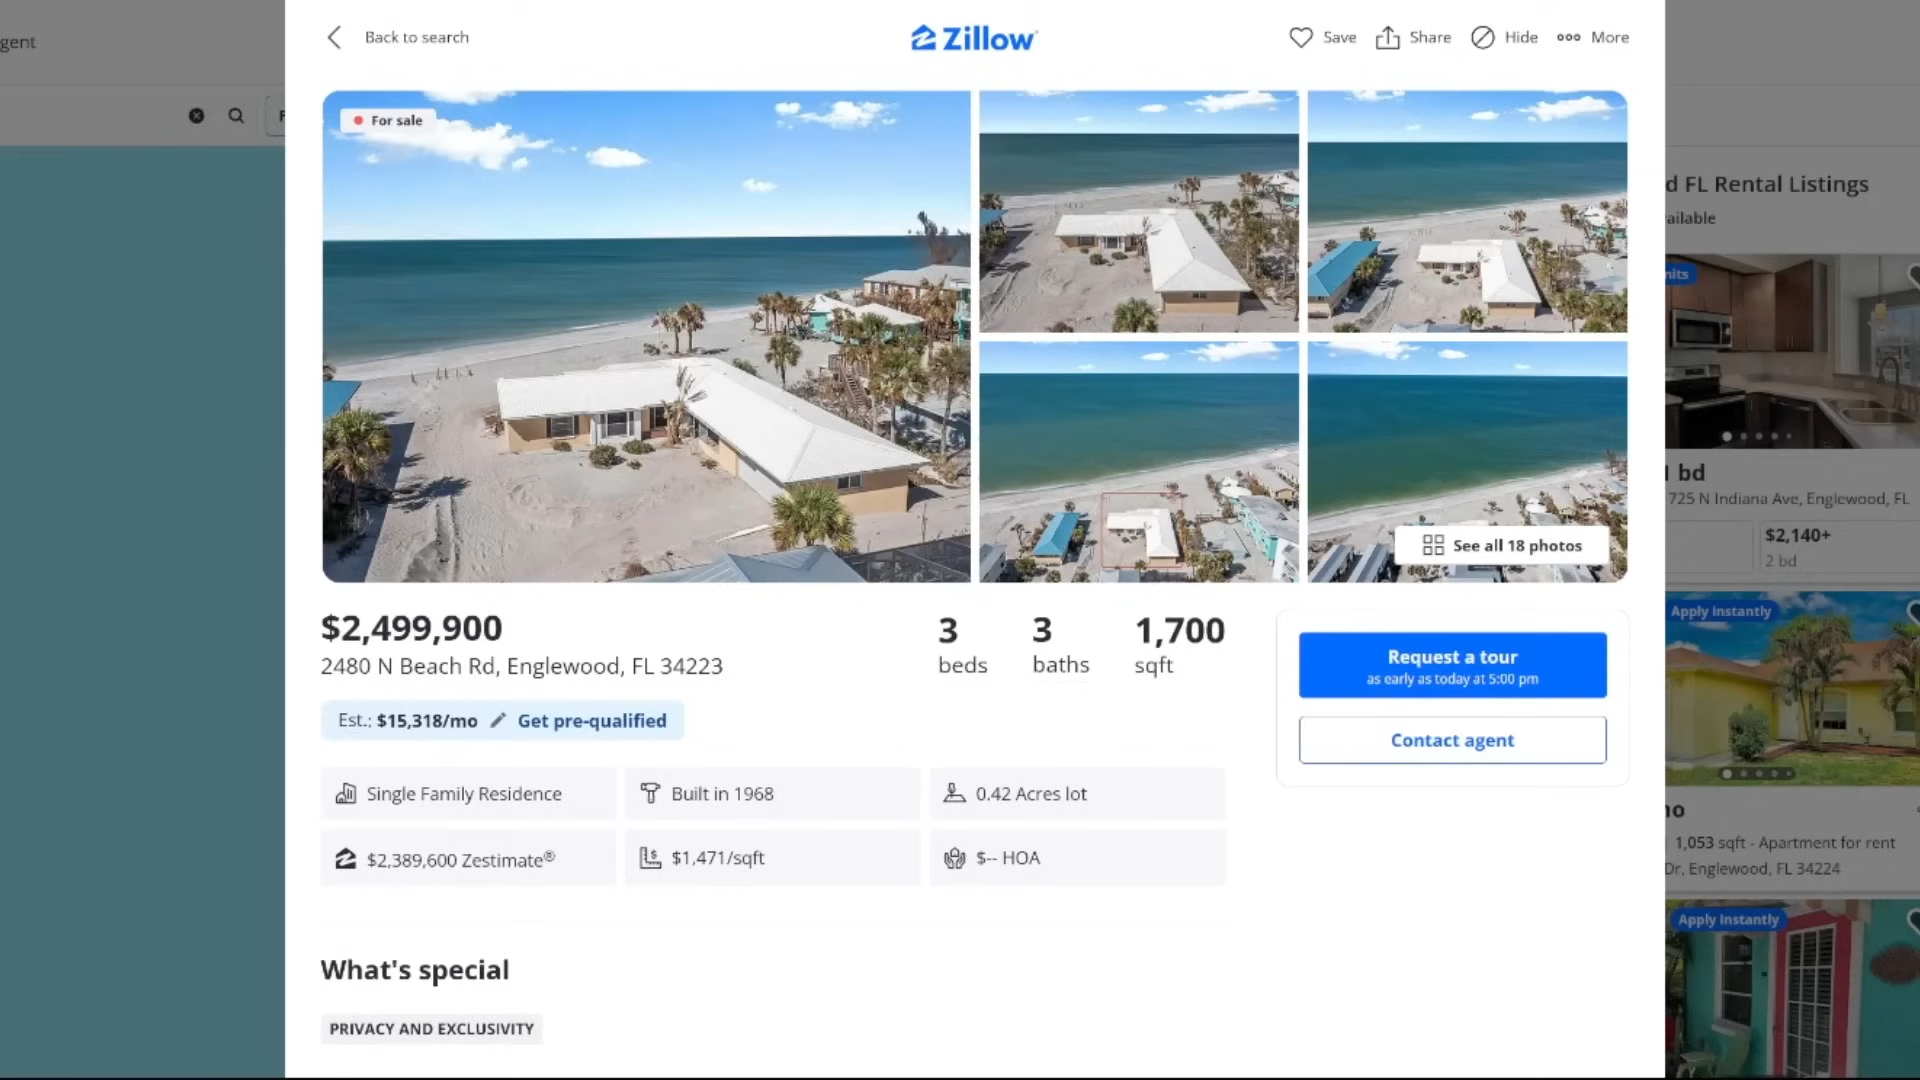 gent
Back to search
Zillow
Save
Share
Hide
More
F
For sale
See all 18 photos
$2,499,900
2480 N Beach Rd, Englewood, FL 34223
3
beds
3
baths
1,700
sqft
Request a tour
as early as today at 5:00 pm
Contact agent
Est.: $15,318/mo
Get pre-qualified
Single Family Residence
Built in 1968
0.42 Acres lot
$2,389,600 Zestimate®
$1,471/sqft
$-- HOA
What's special
PRIVACY AND EXCLUSIVITY
d FL Rental Listings
ailable
nits
1 bd
725 N Indiana Ave, Englewood, FL
$2,140+
2 bd
Apply Instantly
no
1,053 sqft - Apartment for rent
Dr, Englewood, FL 34224
Apply Instantly